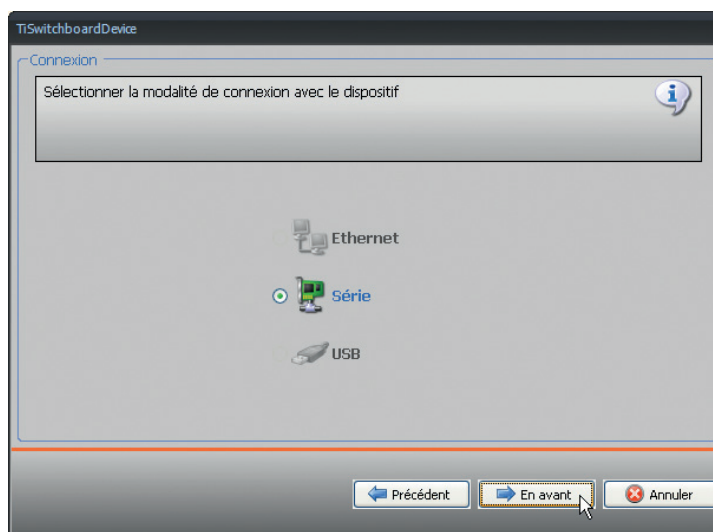 TiSwitchboardDevice
Connexion
Sélectionner la modalité de connexion avec le dispositif
Ethernet
Série
USB
Précédent
En avant
Annuler